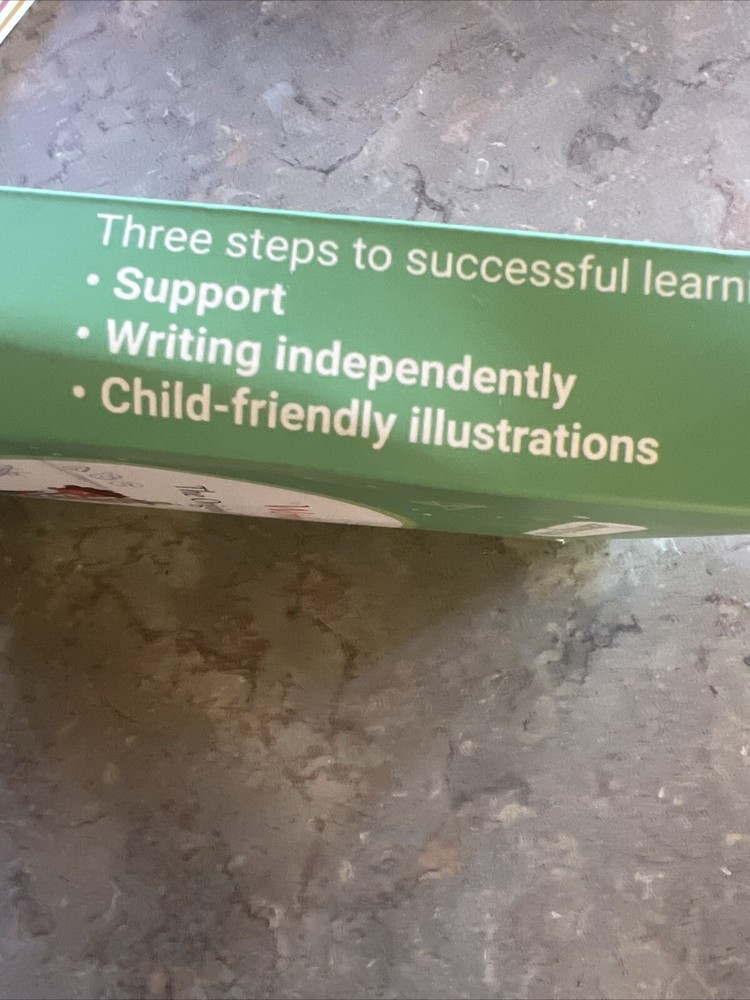 Three steps to successful learni
• Support
• Writing independently
• Child-friendly illustrations